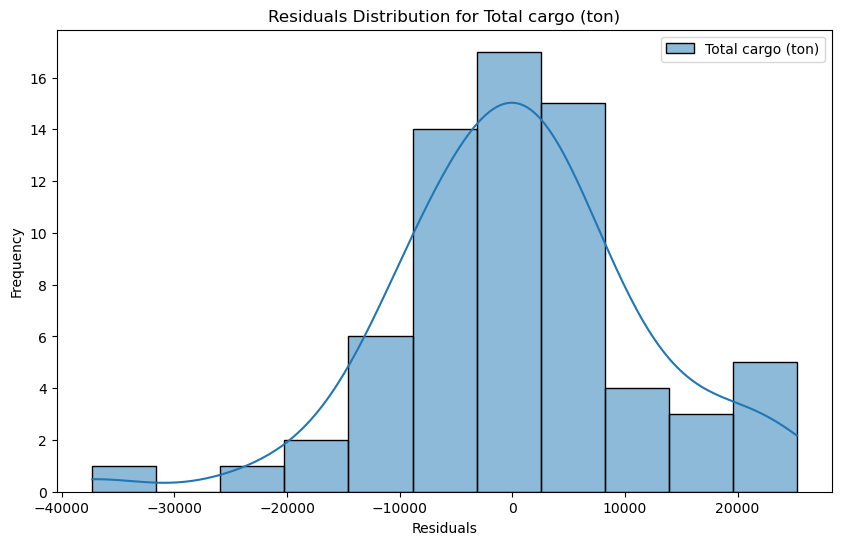 Residuals Distribution for Total cargo (ton)
Total cargo (ton)
16
14
12
10
8
6
4
2
0
Frequency
−40000 −30000 −20000 −10000 0 10000 20000
Residuals